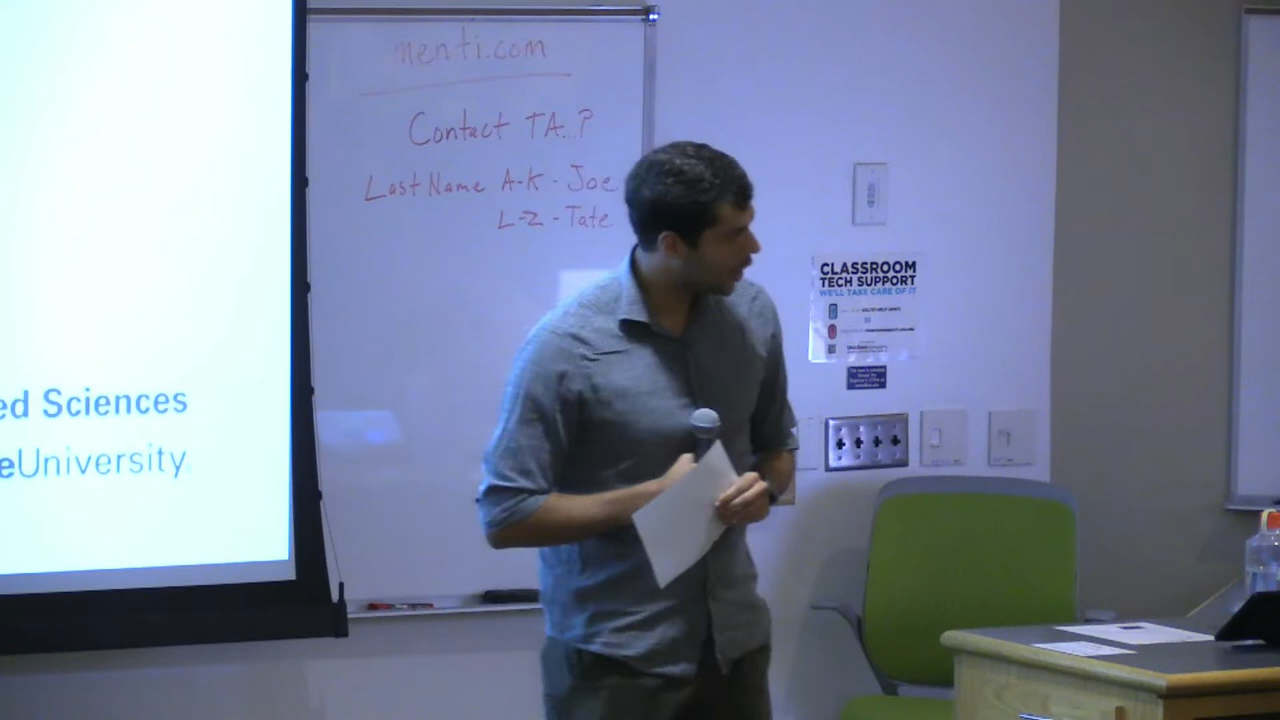 menti.com
Contact TA...?
Last Name A-K - Joe
L-Z - Tate
ed Sciences
eUniversity
CLASSROOM
TECH SUPPORT
WE'LL TAKE CARE OF IT